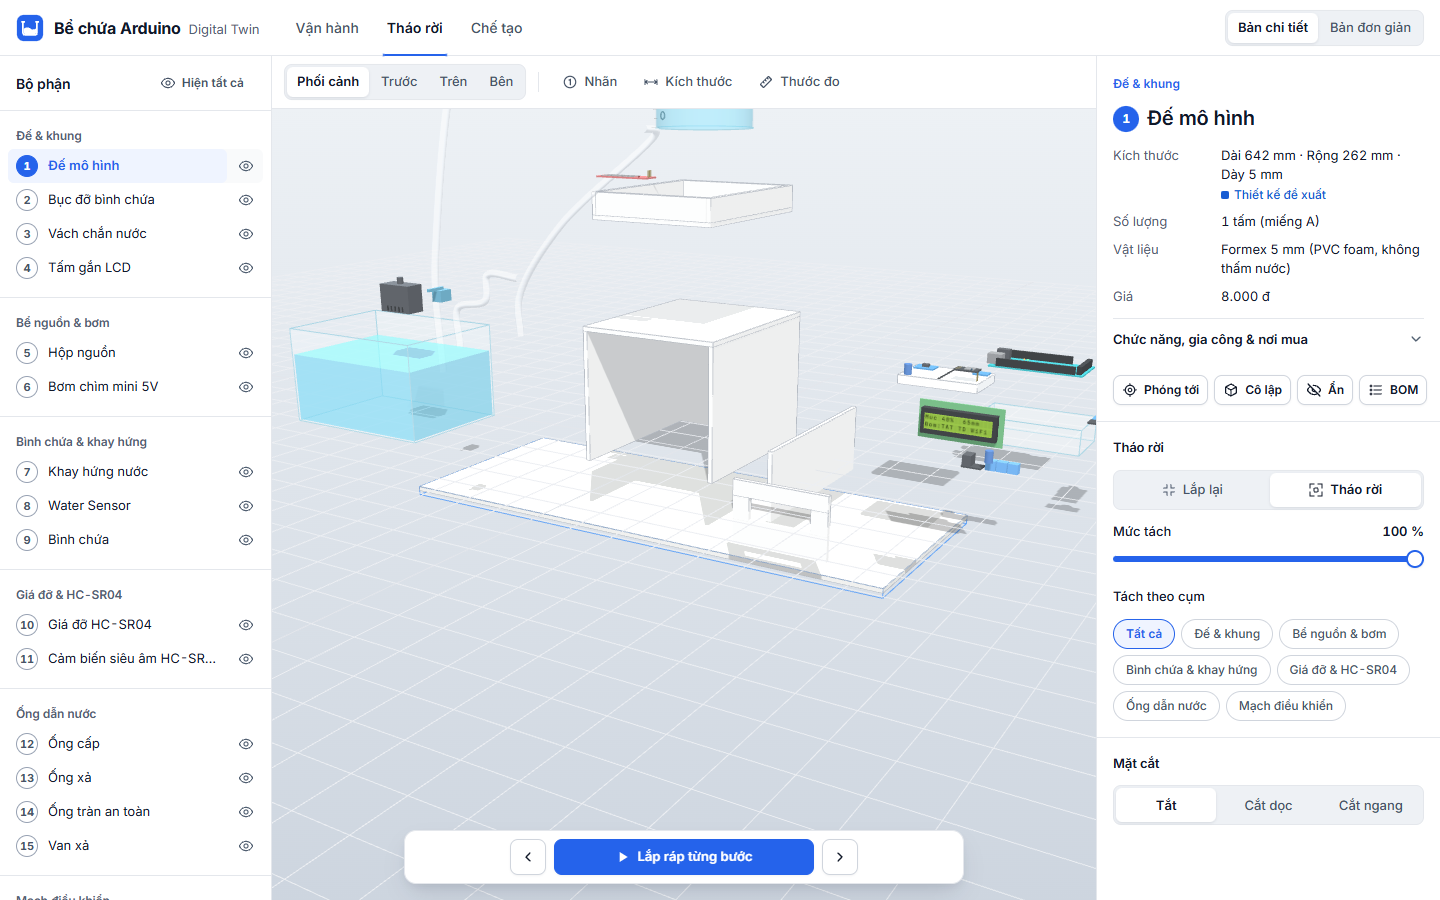 Bể chứa Arduino Digital Twin
Vận hành
Tháo rời
Chế tạo
Bản chi tiết
Bản đơn giản
Bộ phận
Hiện tất cả
Đế & khung
1 Đế mô hình
2 Bục đỡ bình chứa
3 Vách chắn nước
4 Tấm gắn LCD
Bể nguồn & bơm
5 Hộp nguồn
6 Bơm chìm mini 5V
Bình chứa & khay hứng
7 Khay hứng nước
8 Water Sensor
9 Bình chứa
Giá đỡ & HC-SR04
10 Giá đỡ HC-SR04
11 Cảm biến siêu âm HC-SR...
Ống dẫn nước
12 Ống cấp
13 Ống xả
14 Ống tràn an toàn
15 Van xả
Mạch điều khiển
Phối cảnh
Trước
Trên
Bên
Nhãn
Kích thước
Thước đo
0
Lắp ráp từng bước
Đế & khung
1 Đế mô hình
Kích thước Dài 642 mm · Rộng 262 mm ·
Dày 5 mm
Thiết kế đề xuất
Số lượng 1 tấm (miếng A)
Vật liệu Formex 5 mm (PVC foam, không
thấm nước)
Giá 8.000 đ
Chức năng, gia công & nơi mua
Phóng tới
Cô lập
Ẩn
BOM
Tháo rời
Lắp lại
Tháo rời
Mức tách 100 %
Tách theo cụm
Tất cả
Đế & khung
Bể nguồn & bơm
Bình chứa & khay hứng
Giá đỡ & HC-SR04
Ống dẫn nước
Mạch điều khiển
Mặt cắt
Tắt
Cắt dọc
Cắt ngang